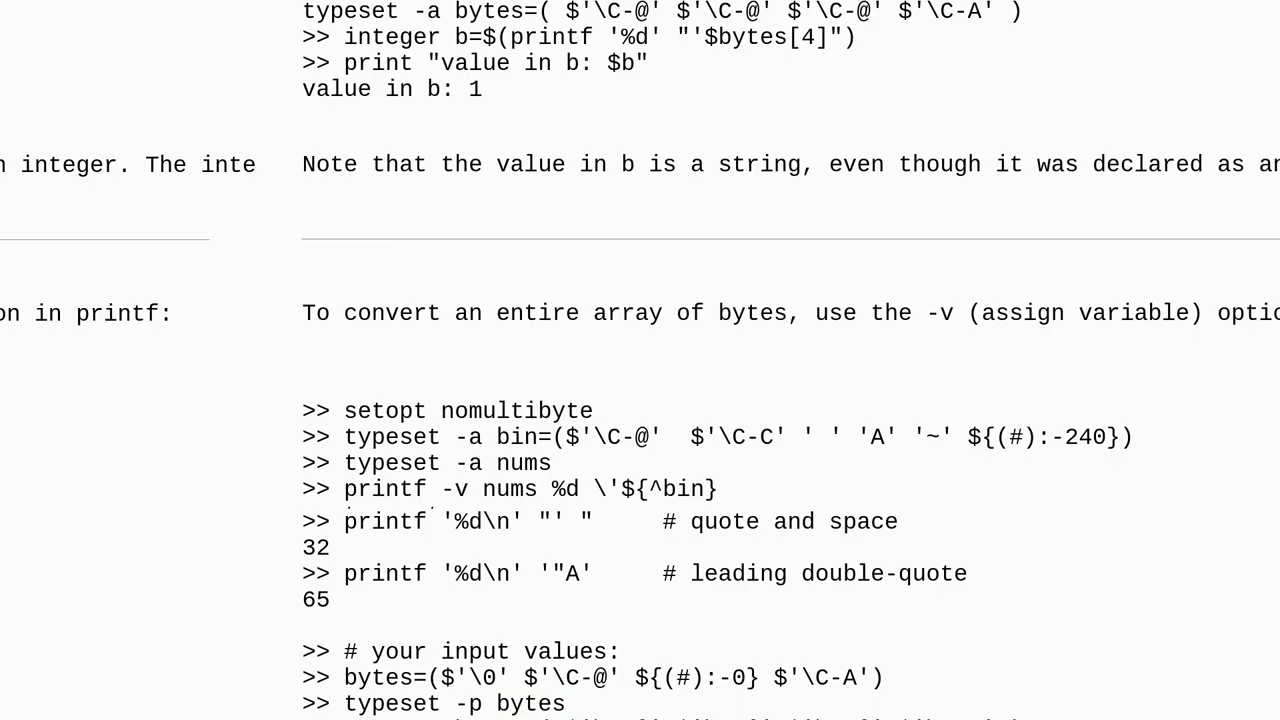 typeset -a bytes=( $'\C-@' $'\C-@' $'\C-@' $'\C-A' )
>> integer b=$(printf '%d' "'$bytes[4]")
>> print "value in b: $b"
value in b: 1
integer. The inte
Note that the value in b is a string, even though it was declared as an
on in printf:
To convert an entire array of bytes, use the -v (assign variable) optio
>> setopt nomultibyte
>> typeset -a bin=($'\C-@'  $'\C-C' ' ' 'A' '~' ${(#):-240})
>> typeset -a nums
>> printf -v nums %d \'${^bin}
>> printf '%d\n' "' "     # quote and space
32
>> printf '%d\n' '"A'     # leading double-quote
65
>> # your input values:
>> bytes=($'\0' $'\C-@' ${(#):-0} $'\C-A')
>> typeset -p bytes